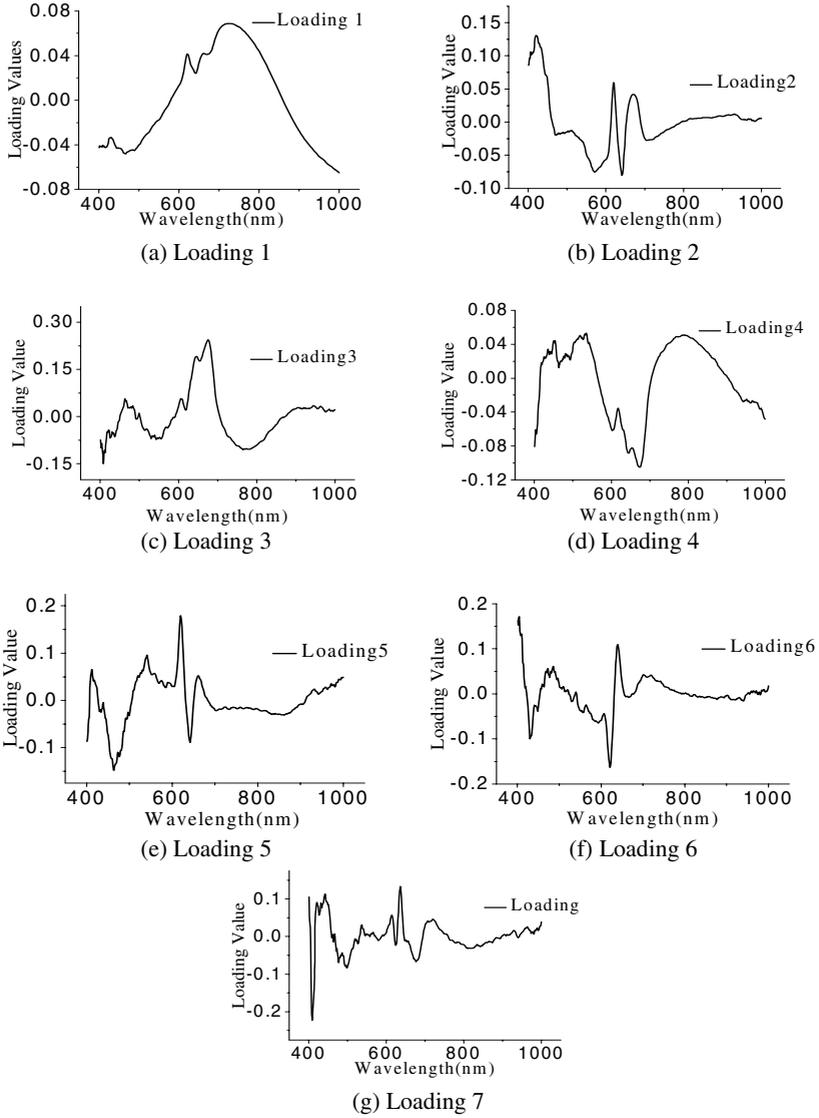 Loading Values
0.08
0.04
0.00
-0.04
-0.08
Loading 1
400 600 800 1000
Wavelength(nm)
(a) Loading 1
Loading Value
0.15
0.10
0.05
0.00
-0.05
-0.10
Loading2
400 600 800 1000
Wavelength(nm)
(b) Loading 2
Loading Value
0.30
0.15
0.00
-0.15
Loading3
400 600 800 1000
Wavelength(nm)
(c) Loading 3
Loading Value
0.08
0.04
0.00
-0.04
-0.08
-0.12
Loading4
400 600 800 1000
Wavelength(nm)
(d) Loading 4
Loading Value
0.2
0.1
0.0
-0.1
Loading5
400 600 800 1000
Wavelength(nm)
(e) Loading 5
Loading Value
0.2
0.1
0.0
-0.1
-0.2
Loading6
400 600 800 1000
Wavelength(nm)
(f) Loading 6
Loading Value
0.1
0.0
-0.1
-0.2
Loading
400 600 800 1000
Wavelength(nm)
(g) Loading 7